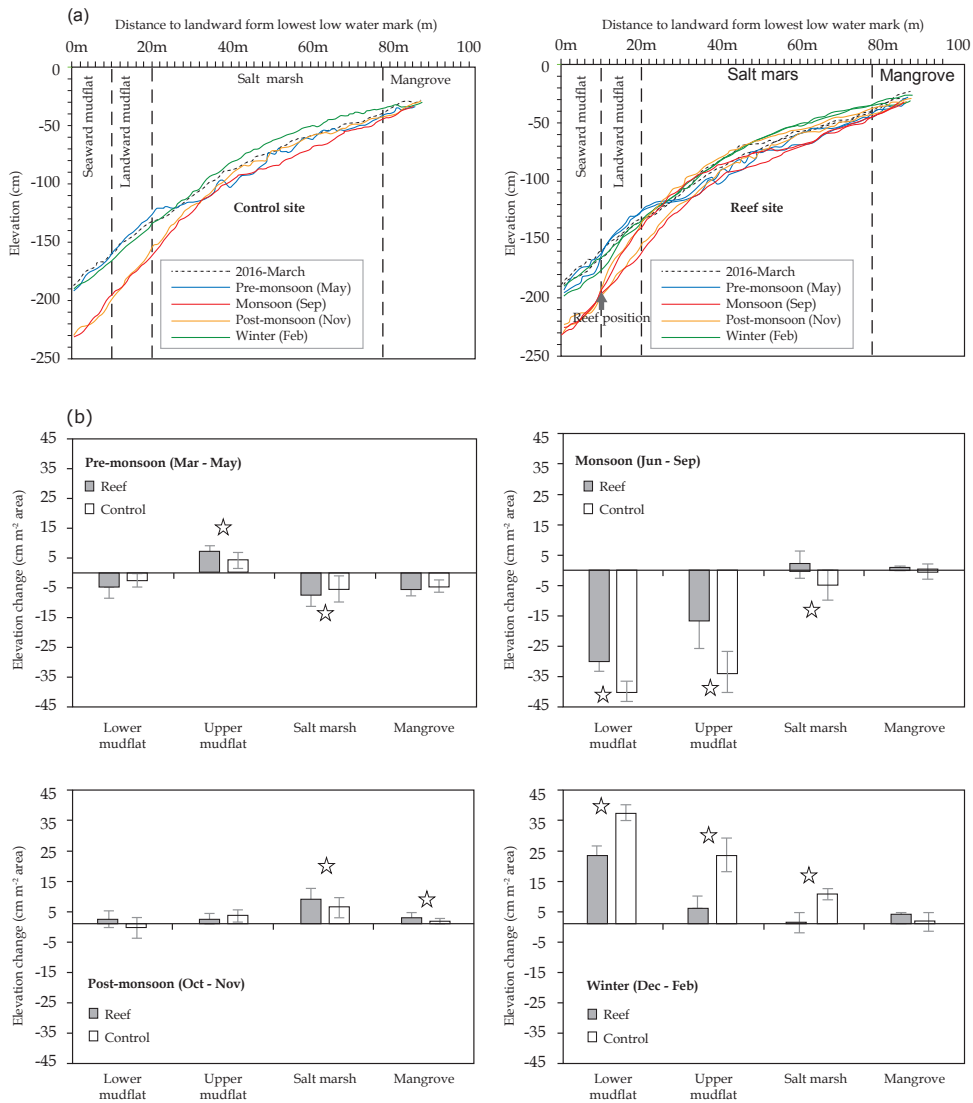 (a)
Distance to landward form lowest low water mark (m)
0m 20m 40m 60m 80m 100
0
-50
-100
-150
-200
-250
Elevation (cm)
Seaward mudflat
Landward mudflat
Salt marsh
Mangrove
Control site
2016-March
Pre-monsoon (May)
Monsoon (Sep)
Post-monsoon (Nov)
Winter (Feb)
Distance to landward form lowest low water mark (m)
0m 20m 40m 60m 80m 100
0
-50
-100
-150
-200
-250
Elevation (cm)
Seaward mudflat
Landward mudflat
Salt mars
Mangrove
Reef site
2016-March
Pre-monsoon (May)
Monsoon (Sep)
Post-monsoon (Nov)
Winter (Feb)
Reef position
(b)
45
35
25
15
5
-5
-15
-25
-35
-45
Elevation change (cm m⁻² area)
Pre-monsoon (Mar - May)
Reef
Control
Lower mudflat
Upper mudflat
Salt marsh
Mangrove
45
35
25
15
5
-5
-15
-25
-35
-45
Elevation change (cm m⁻² area)
Monsoon (Jun - Sep)
Reef
Control
Lower mudflat
Upper mudflat
Salt marsh
Mangrove
45
35
25
15
5
-5
-15
-25
-35
-45
Elevation change (cm m⁻² area)
Post-monsoon (Oct - Nov)
Reef
Control
Lower mudflat
Upper mudflat
Salt marsh
Mangrove
45
35
25
15
5
-5
-15
-25
-35
-45
Elevation change (cm m⁻² area)
Winter (Dec - Feb)
Reef
Control
Lower mudflat
Upper mudflat
Salt marsh
Mangrove